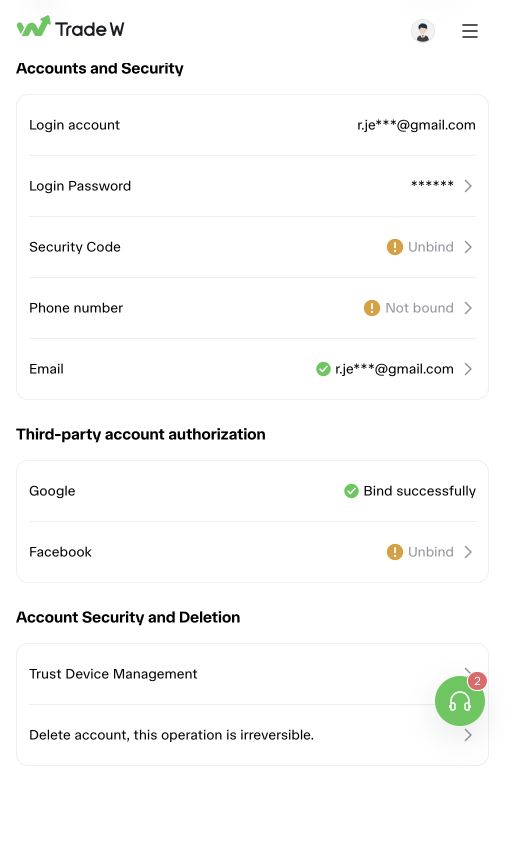 Trade W
Accounts and Security
Login account r.je***@gmail.com
Login Password ******
Security Code Unbind
Phone number Not bound
Email r.je***@gmail.com
Third-party account authorization
Google Bind successfully
Facebook Unbind
Account Security and Deletion
Trust Device Management
2
Delete account, this operation is irreversible.